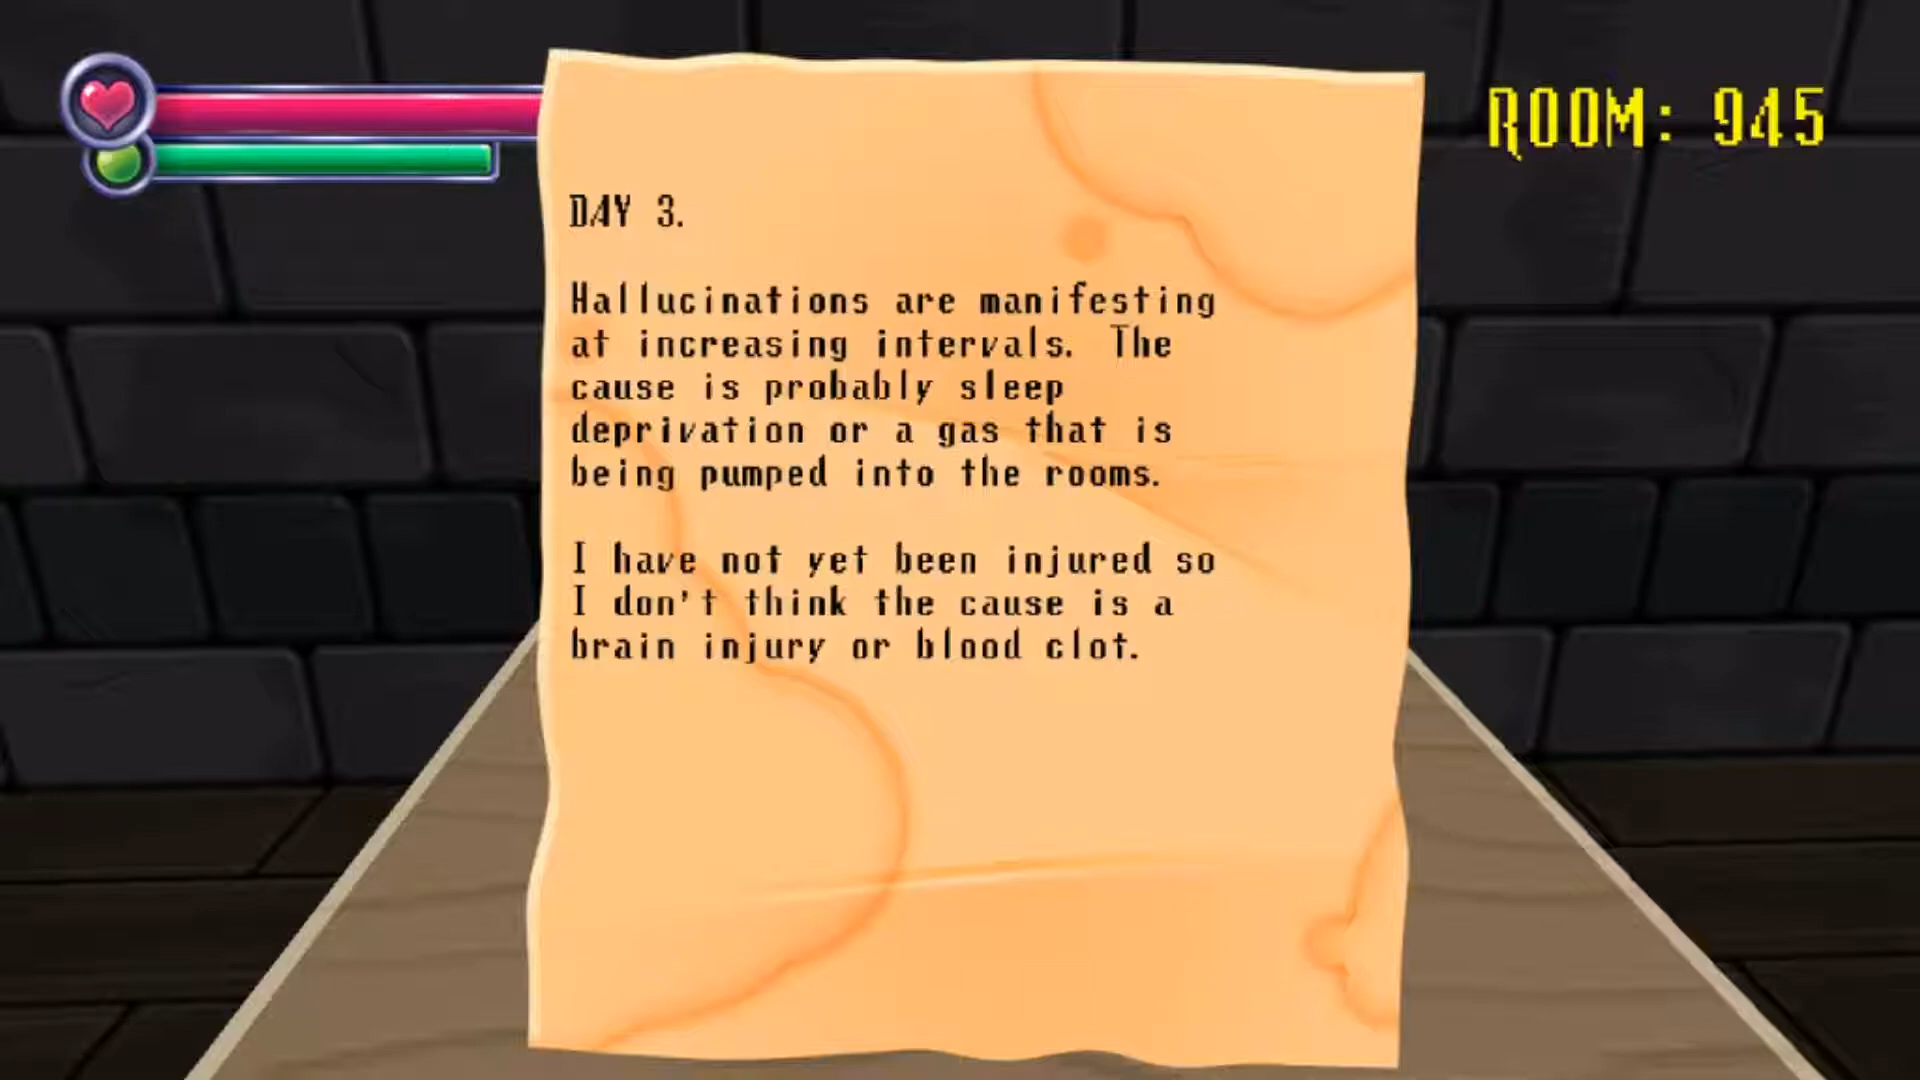 ROOM: 945
DAY 3.
Hallucinations are manifesting
at increasing intervals. The
cause is probably sleep
deprivation or a gas that is
being pumped into the rooms.
I have not yet been injured so
I don't think the cause is a
brain injury or blood clot.